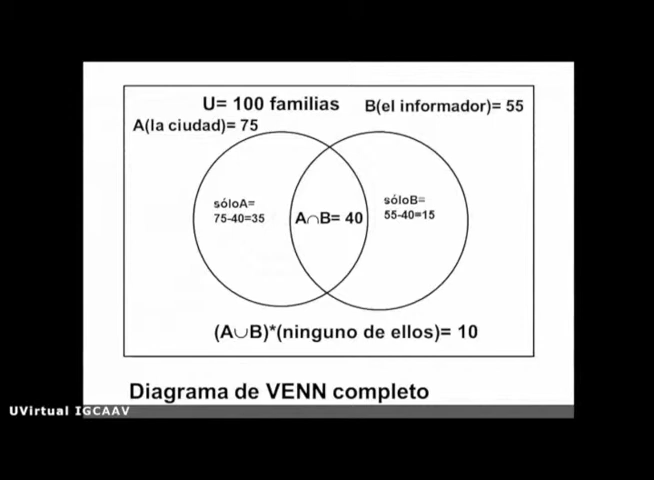 U= 100 familias
B(el informador)= 55
A(la ciudad)= 75
sóloA=
75-40=35
A∩B= 40
sóloB=
55-40=15
(A∪B)*(ninguno de ellos)= 10
Diagrama de VENN completo
UVirtual IGCAAV